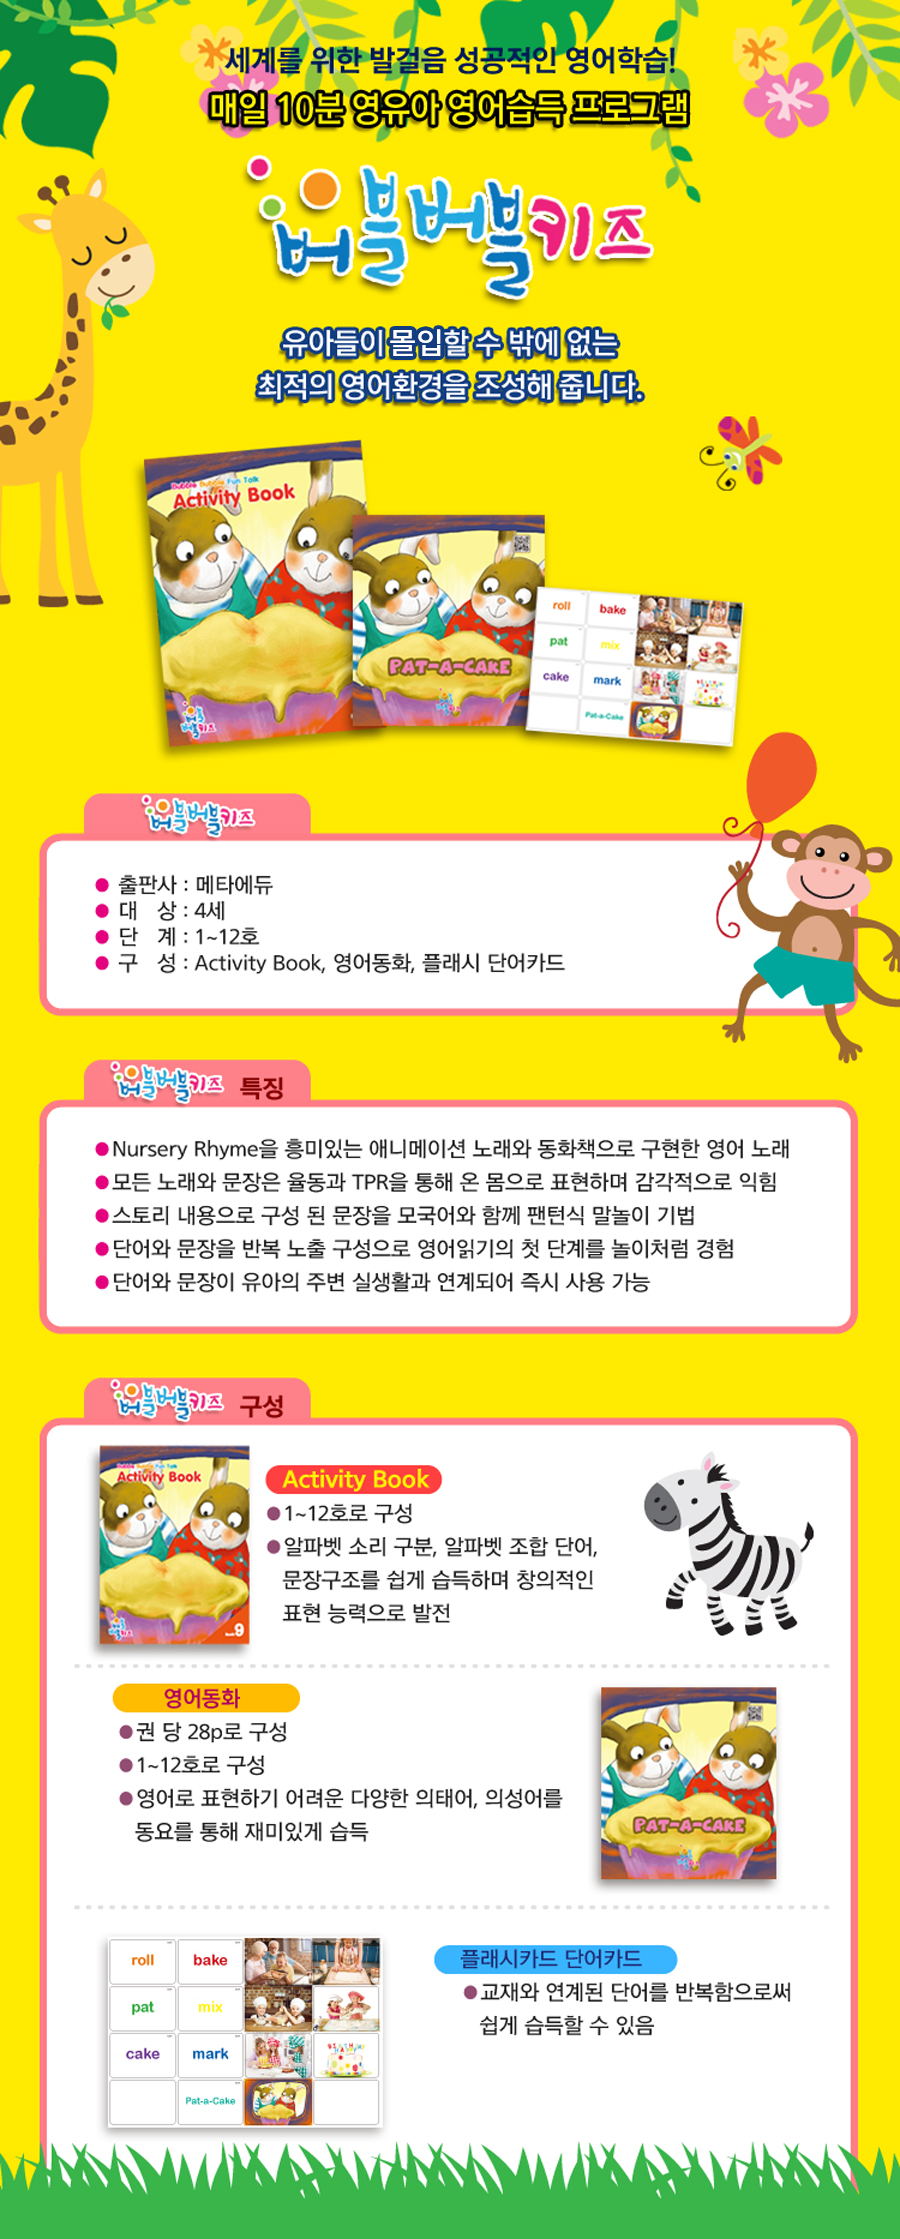 세계를 위한 발걸음 성공적인 영어학습!
매일 10분 영유아 영어습득 프로그램
버블버블키즈
유아들이 몰입할 수 밖에 없는
최적의 영어환경을 조성해 줍니다.
Bubble Bubble Fun Talk
Activity Book
버블버블키즈
PAT-A-CAKE
roll
bake
pat
mix
cake
mark
Pat-a-Cake
버블버블키즈
● 출판사 : 메타에듀
● 대 상 : 4세
● 단 계 : 1~12호
● 구 성 : Activity Book, 영어동화, 플래시 단어카드
버블버블키즈 특징
●Nursery Rhyme을 흥미있는 애니메이션 노래와 동화책으로 구현한 영어 노래
●모든 노래와 문장은 율동과 TPR을 통해 온 몸으로 표현하며 감각적으로 익힘
●스토리 내용으로 구성 된 문장을 모국어와 함께 팬턴식 말놀이 기법
●단어와 문장을 반복 노출 구성으로 영어읽기의 첫 단계를 놀이처럼 경험
●단어와 문장이 유아의 주변 실생활과 연계되어 즉시 사용 가능
버블버블키즈 구성
Bubble Bubble Fun Talk
Activity Book
버블버블키즈
9
Activity Book
●1~12호로 구성
●알파벳 소리 구분, 알파벳 조합 단어,
문장구조를 쉽게 습득하며 창의적인
표현 능력으로 발전
영어동화
●권 당 28p로 구성
●1~12호로 구성
●영어로 표현하기 어려운 다양한 의태어, 의성어를
동요를 통해 재미있게 습득
PAT-A-CAKE
roll
bake
pat
mix
cake
mark
Pat-a-Cake
플래시카드 단어카드
●교재와 연계된 단어를 반복함으로써
쉽게 습득할 수 있음